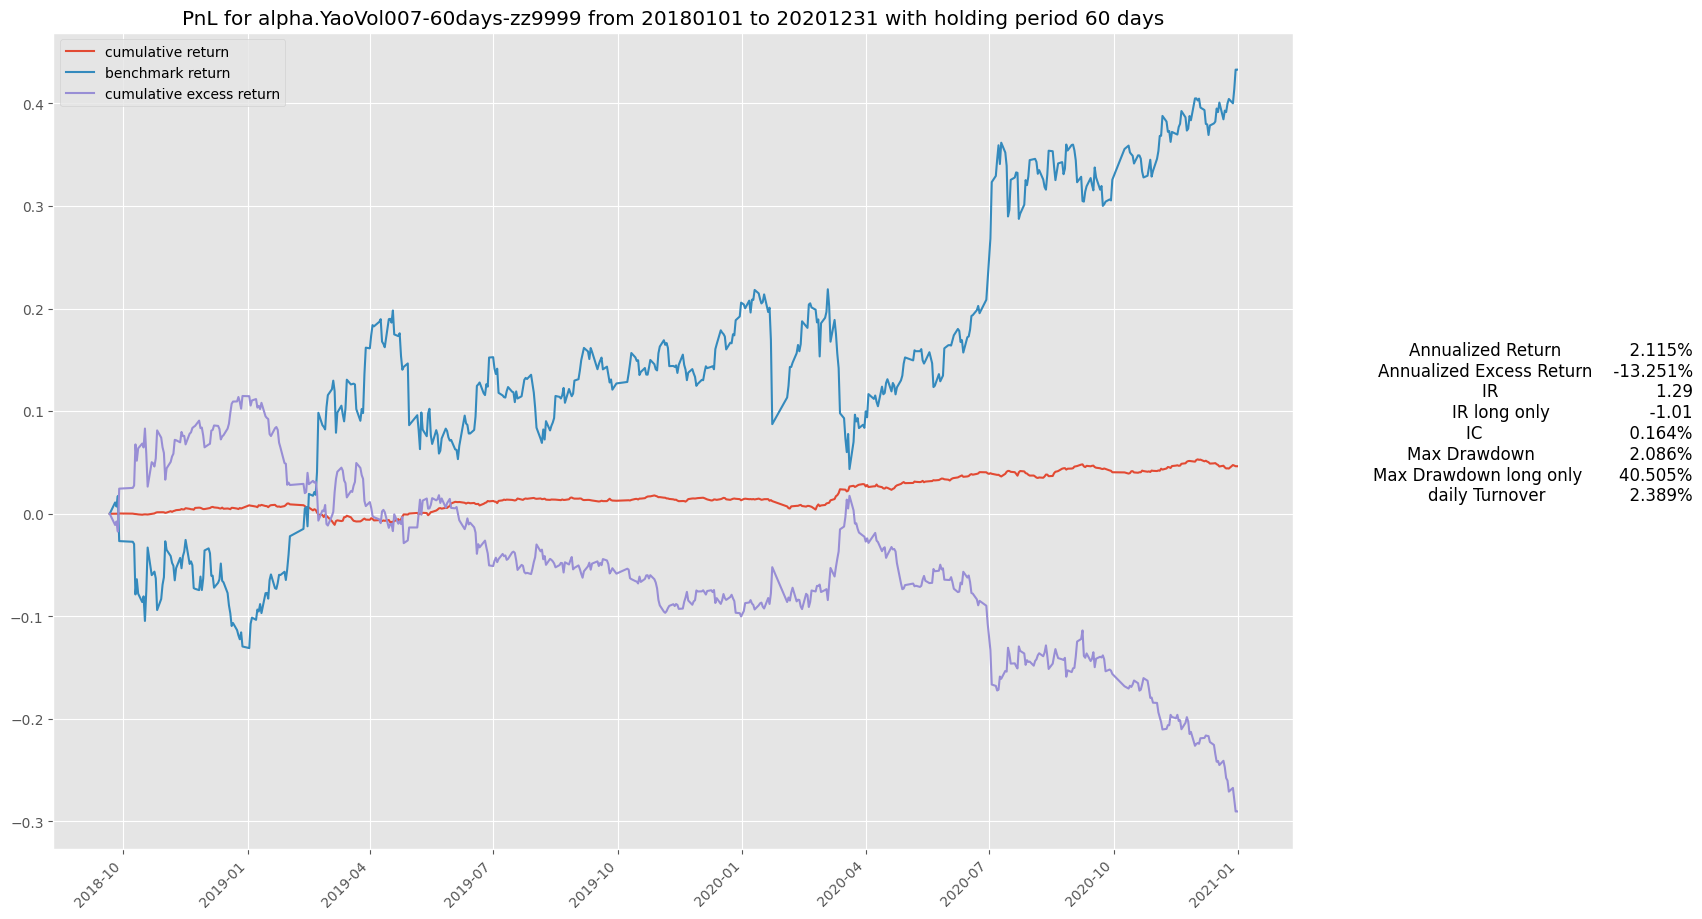 PnL for alpha.YaoVol007-60days-zz9999 from 20180101 to 20201231 with holding period 60 days
cumulative return
benchmark return
cumulative excess return
0.4
0.3
0.2
0.1
0.0
−0.1
−0.2
−0.3
2018-10
2019-01
2019-04
2019-07
2019-10
2020-01
2020-04
2020-07
2020-10
2021-01
Annualized Return 2.115%
Annualized Excess Return -13.251%
IR 1.29
IR long only -1.01
IC 0.164%
Max Drawdown 2.086%
Max Drawdown long only 40.505%
daily Turnover 2.389%